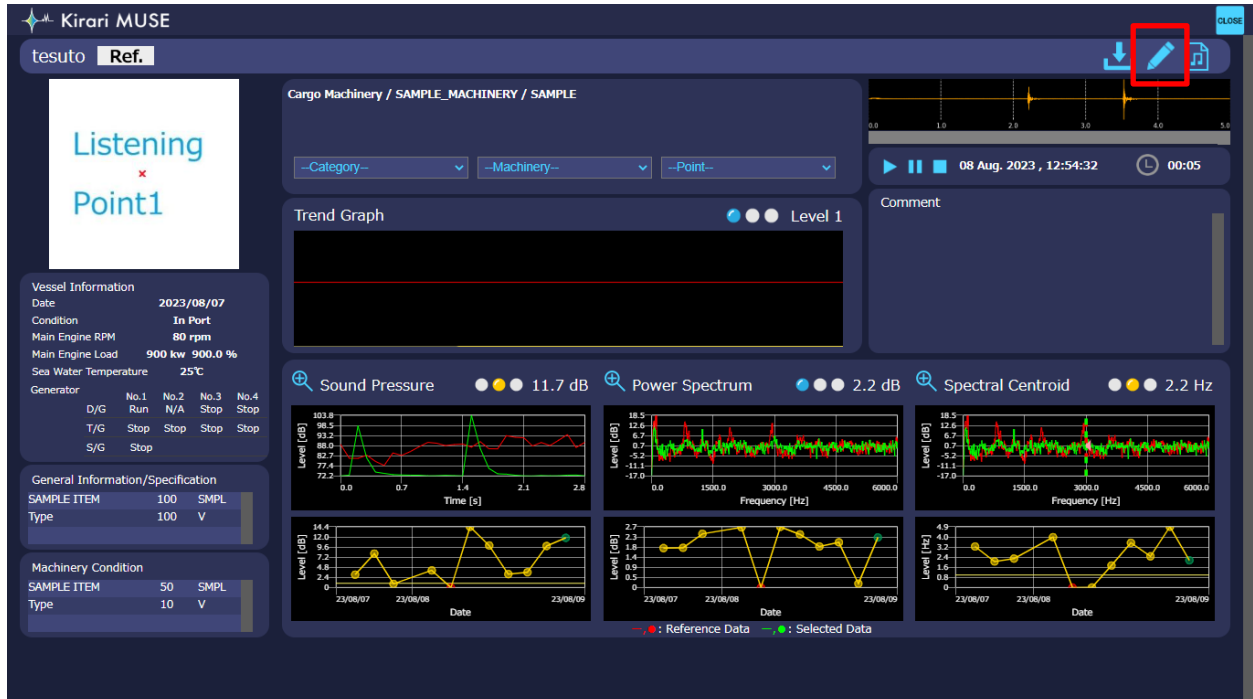 Kirari MUSE
CLOSE
tesuto Ref.
Listening
Point1
Cargo Machinery / SAMPLE_MACHINERY / SAMPLE
--Category-- --Machinery-- --Point--
0.0 1.0 2.0 3.0 4.0 5.0
08 Aug. 2023 , 12:54:32 00:05
Trend Graph Level 1
Comment
Vessel Information
Date 2023/08/07
Condition In Port
Main Engine RPM 80 rpm
Main Engine Load 900 kw 900.0 %
Sea Water Temperature 25℃
Generator
No.1 No.2 No.3 No.4
D/G Run N/A Stop Stop
T/G Stop Stop Stop Stop
S/G Stop
General Information/Specification
SAMPLE ITEM 100 SMPL
Type 100 V
Machinery Condition
SAMPLE ITEM 50 SMPL
Type 10 V
Sound Pressure 11.7 dB
Level [dB]
103.8
98.5
93.2
88.0
82.7
77.4
72.2
0.0 0.7 1.4 2.1 2.8
Time [s]
Level [dB]
14.4
12.0
9.6
7.2
4.8
2.4
0
23/08/07 23/08/08 23/08/09
Date
Power Spectrum 2.2 dB
Level [dB]
18.5
12.6
6.7
0.7
-5.2
-11.1
-17.0
0.0 1500.0 3000.0 4500.0 6000.0
Frequency [Hz]
Level [dB]
2.7
2.3
1.8
1.4
0.9
0.5
0
23/08/07 23/08/08 23/08/09
Date
Spectral Centroid 2.2 Hz
Level [dB]
18.5
12.6
6.7
0.7
-5.2
-11.1
-17.0
0.0 1500.0 3000.0 4500.0 6000.0
Frequency [Hz]
Level [Hz]
4.9
4.0
3.2
2.4
1.6
0.8
0
23/08/07 23/08/08 23/08/09
Date
: Reference Data : Selected Data